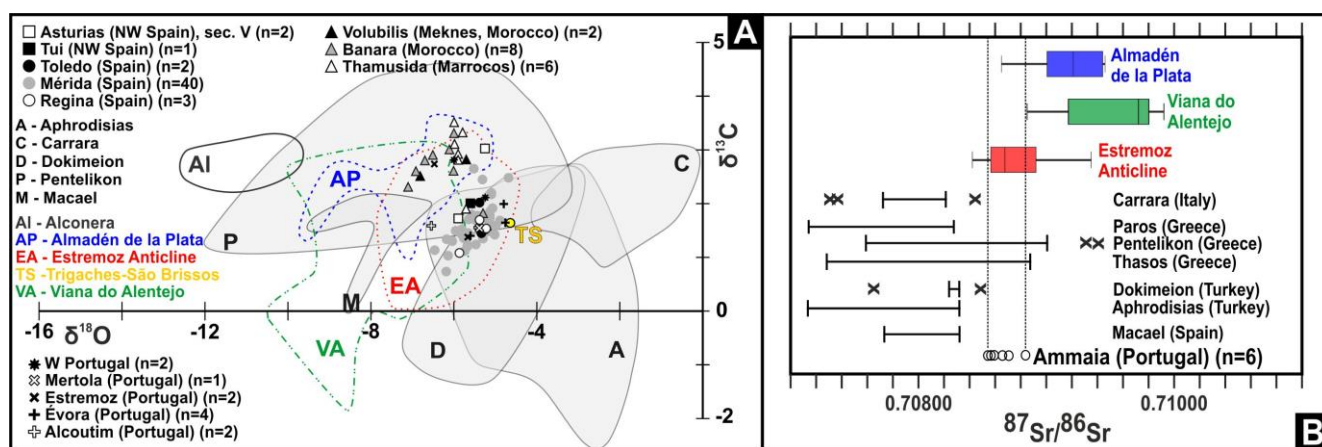 A
Asturias (NW Spain), sec. V (n=2)
Tui (NW Spain) (n=1)
Toledo (Spain) (n=2)
Mérida (Spain) (n=40)
Regina (Spain) (n=3)
Volubilis (Meknes, Morocco) (n=2)
Banara (Morocco) (n=8)
Thamusida (Marrocos) (n=6)
A - Aphrodisias
C - Carrara
D - Dokimeion
P - Pentelikon
M - Macael
Al - Alconera
AP - Almadén de la Plata
EA - Estremoz Anticline
TS -Trigaches-São Brissos
VA - Viana do Alentejo
5
δ13C
3
0
-2
Al
AP
C
P
TS
EA
M
VA
D
A
-16
-12
-8
-4
δ18O
W Portugal (n=2)
Mertola (Portugal) (n=1)
Estremoz (Portugal) (n=2)
Évora (Portugal) (n=4)
Alcoutim (Portugal) (n=2)
Almadén
de la Plata
Viana do
Alentejo
Estremoz
Anticline
Carrara (Italy)
Paros (Greece)
Pentelikon (Greece)
Thasos (Greece)
Dokimeion (Turkey)
Aphrodisias (Turkey)
Macael (Spain)
Ammaia (Portugal) (n=6)
0.70800
0.71000
87Sr/86Sr
B